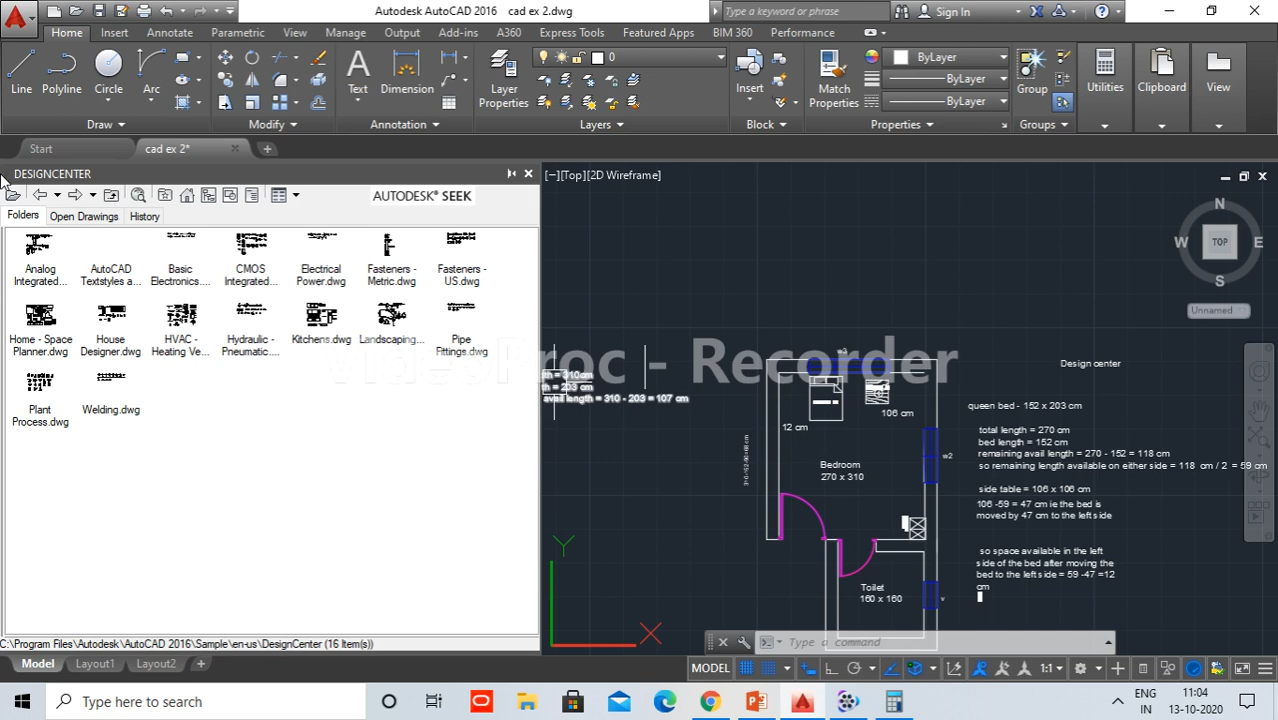 Autodesk AutoCAD 2016 cad ex 2.dwg
Type a keyword or phrase
Sign In
Home Insert Annotate Parametric View Manage Output Add-ins A360 Express Tools Featured Apps BIM 360 Performance
Line Polyline Circle Arc
Text Dimension
Layer Properties
0
Insert
Match Properties
ByLayer
ByLayer
ByLayer
Group
Utilities Clipboard View
Draw Modify Annotation Layers Block Properties Groups
Start cad ex 2*
DESIGNCENTER
AUTODESK® SEEK
Folders Open Drawings History
Analog Integrated...
AutoCAD Textstyles a...
Basic Electronics....
CMOS Integrated...
Electrical Power.dwg
Fasteners - Metric.dwg
Fasteners - US.dwg
Home - Space Planner.dwg
House Designer.dwg
HVAC - Heating Ve...
Hydraulic - Pneumatic....
Kitchens.dwg
Landscaping...
Pipe Fittings.dwg
Plant Process.dwg
Welding.dwg
C:\Program Files\Autodesk\AutoCAD 2016\Sample\en-us\DesignCenter (16 Item(s))
[−][Top][2D Wireframe]
N
W TOP E
S
Unnamed
VideoProc - Recorder
= 310cm
= 203 cm
avail length = 310 - 203 = 107 cm
w3
106 cm
12 cm
w2
Bedroom
270 x 310
Toilet
160 x 160
v
Design center
queen bed - 152 x 203 cm
total length = 270 cm
bed length = 152 cm
remaining avail length = 270 - 152 = 118 cm
so remaining length available on either side = 118 cm / 2 = 59 cm
side table = 106 x 106 cm
106 -59 = 47 cm ie the bed is
moved by 47 cm to the left side
so space available in the left
side of the bed after moving the
bed to the left side = 59 -47 =12
cm
Y
X
Type a command
Model Layout1 Layout2
MODEL
1:1
Type here to search
ENG
IN
11:04
13-10-2020